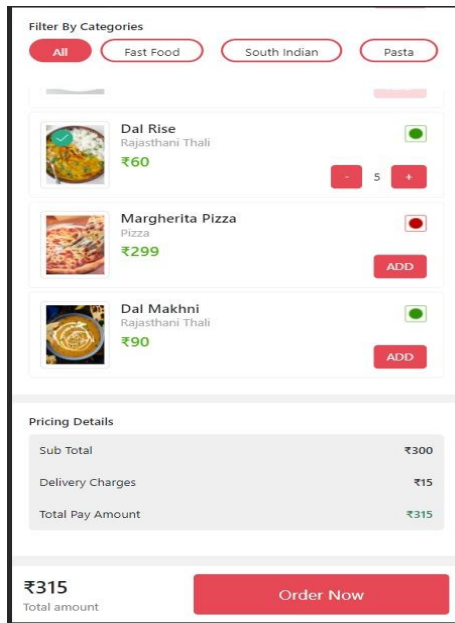 Filter By Categories
All Fast Food South Indian Pasta
Dal Rise
Rajasthani Thali
₹60
- 5 +
Margherita Pizza
Pizza
₹299
ADD
Dal Makhni
Rajasthani Thali
₹90
ADD
Pricing Details
Sub Total ₹300
Delivery Charges ₹15
Total Pay Amount ₹315
₹315
Total amount
Order Now